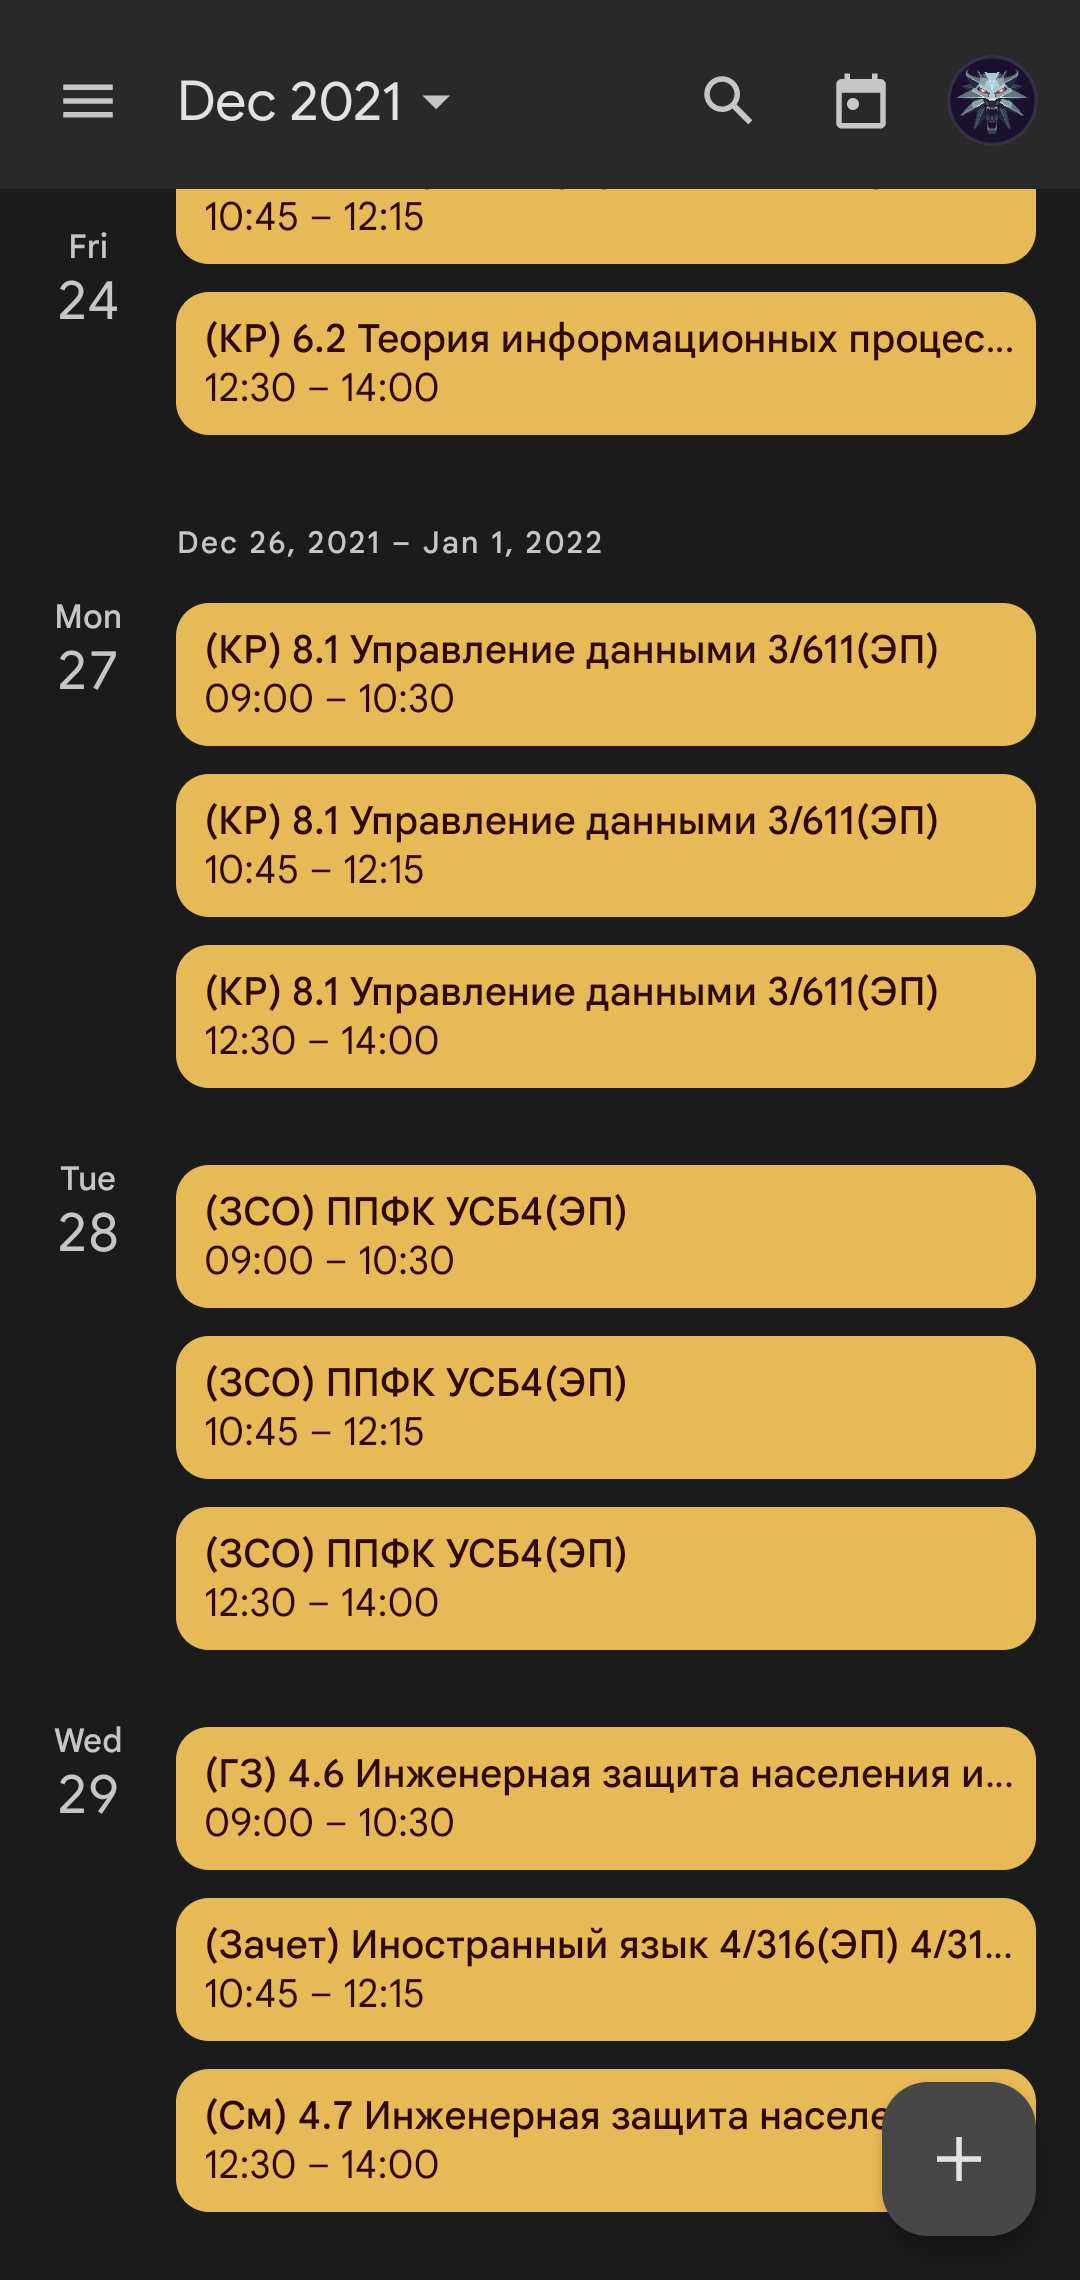 Dec 2021
10:45 – 12:15
Fri
24
(КР) 6.2 Теория информационных процес...
12:30 – 14:00
Dec 26, 2021 – Jan 1, 2022
Mon
27
(КР) 8.1 Управление данными 3/611(ЭП)
09:00 – 10:30
(КР) 8.1 Управление данными 3/611(ЭП)
10:45 – 12:15
(КР) 8.1 Управление данными 3/611(ЭП)
12:30 – 14:00
Tue
28
(ЗСО) ППФК УСБ4(ЭП)
09:00 – 10:30
(ЗСО) ППФК УСБ4(ЭП)
10:45 – 12:15
(ЗСО) ППФК УСБ4(ЭП)
12:30 – 14:00
Wed
29
(ГЗ) 4.6 Инженерная защита населения и...
09:00 – 10:30
(Зачет) Иностранный язык 4/316(ЭП) 4/31...
10:45 – 12:15
(См) 4.7 Инженерная защита населе
12:30 – 14:00